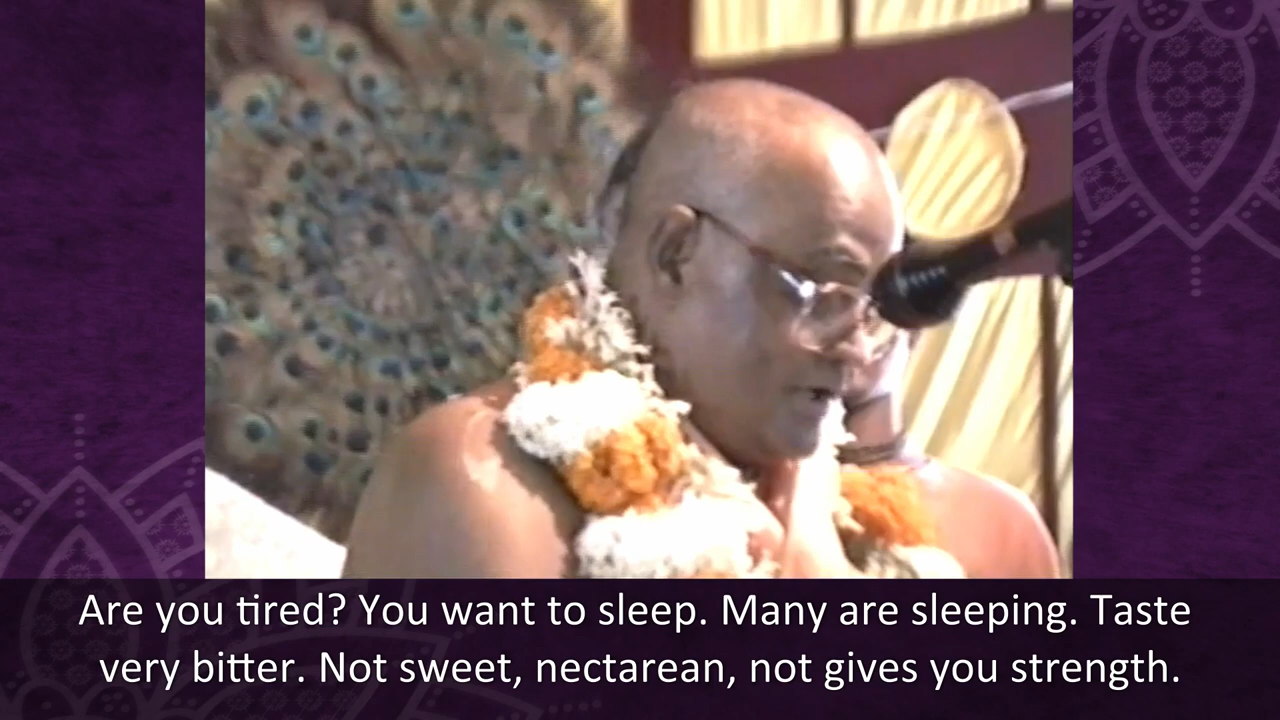 Are you tired? You want to sleep. Many are sleeping. Taste
very bitter. Not sweet, nectarean, not gives you strength.